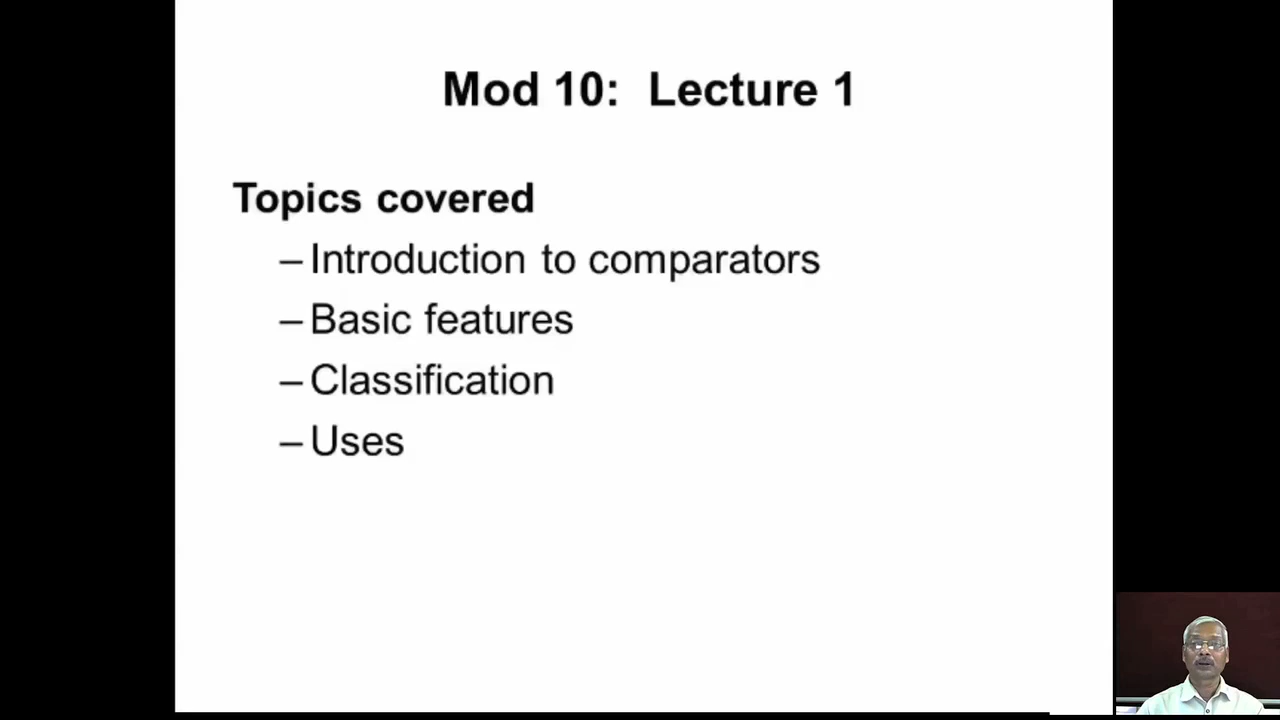 Mod 10: Lecture 1
Topics covered
– Introduction to comparators
– Basic features
– Classification
– Uses